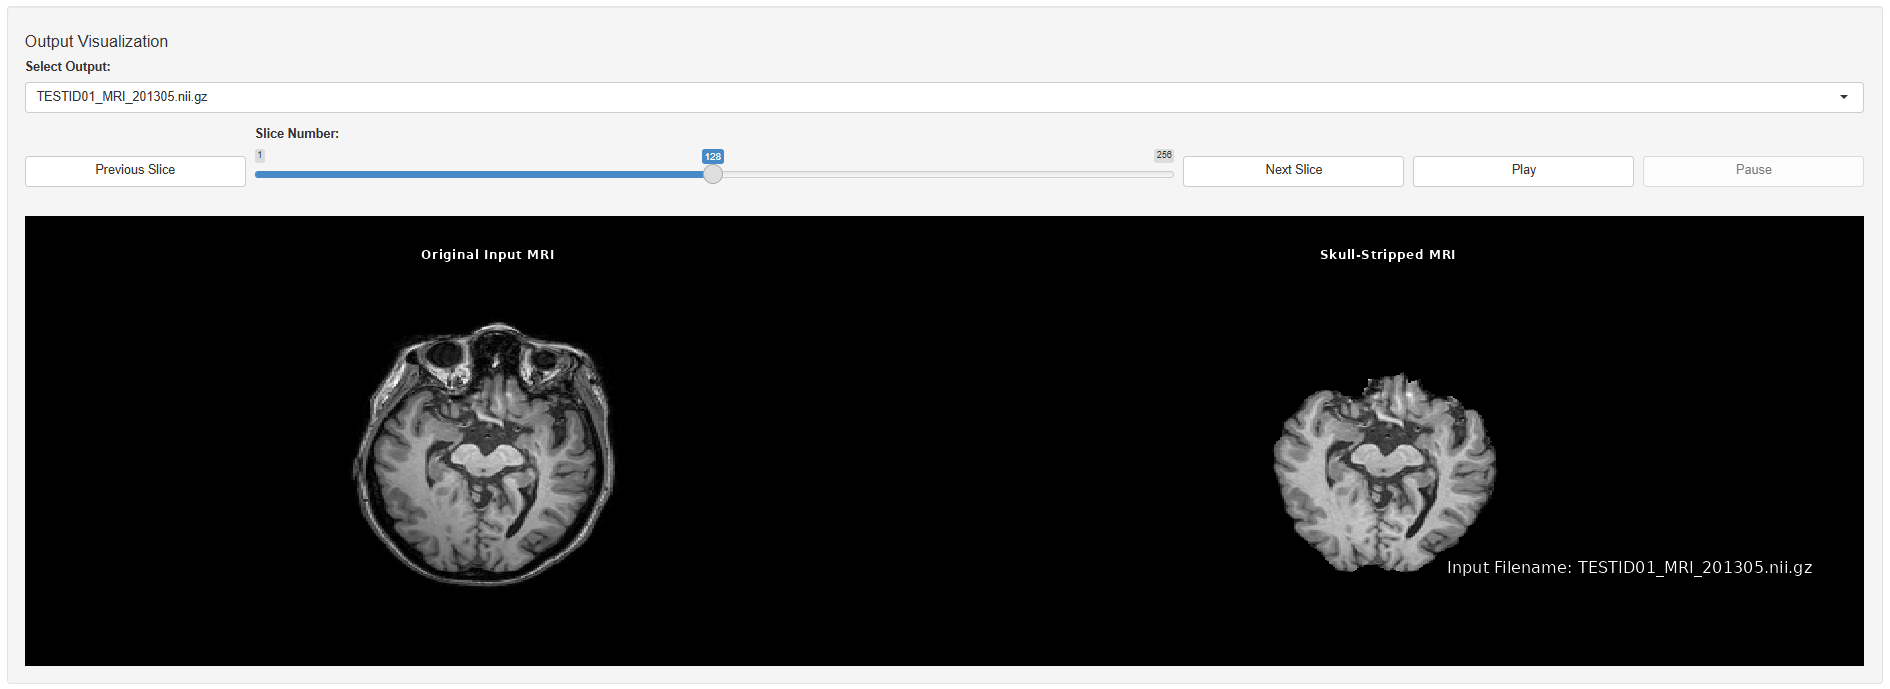 Output Visualization
Select Output:
TESTID01_MRI_201305.nii.gz
Slice Number:
1
128
256
Previous Slice
Next Slice
Play
Pause
Original Input MRI
Skull-Stripped MRI
Input Filename: TESTID01_MRI_201305.nii.gz